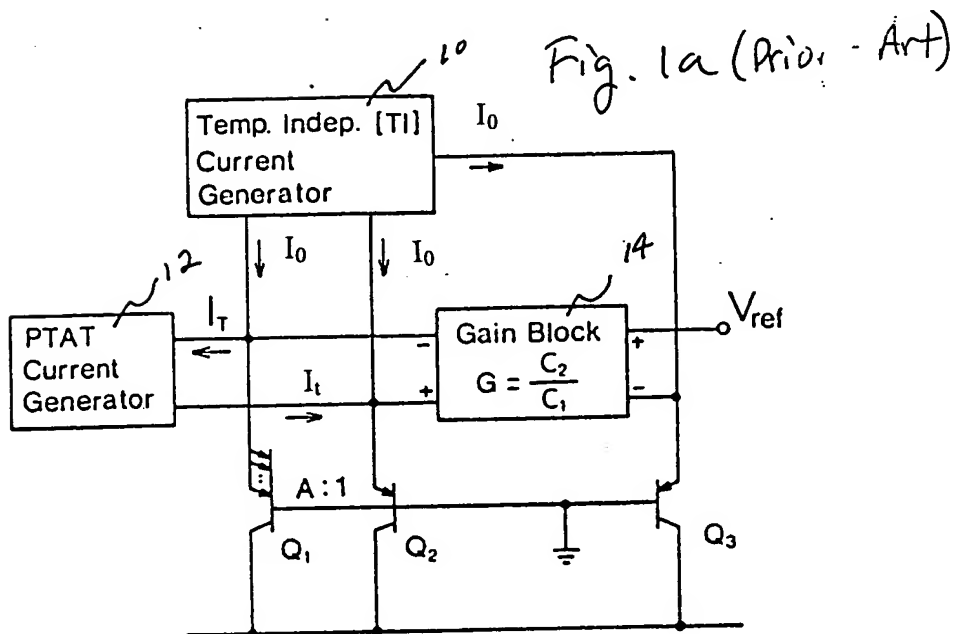 Fig. 1a (Prior - Art)
10
Temp. Indep. [TI]
Current
Generator
I0
I0
I0
12
14
PTAT
Current
Generator
IT
It
Gain Block
G = C2/C1
-
+
+
-
Vref
A:1
Q1
Q2
Q3